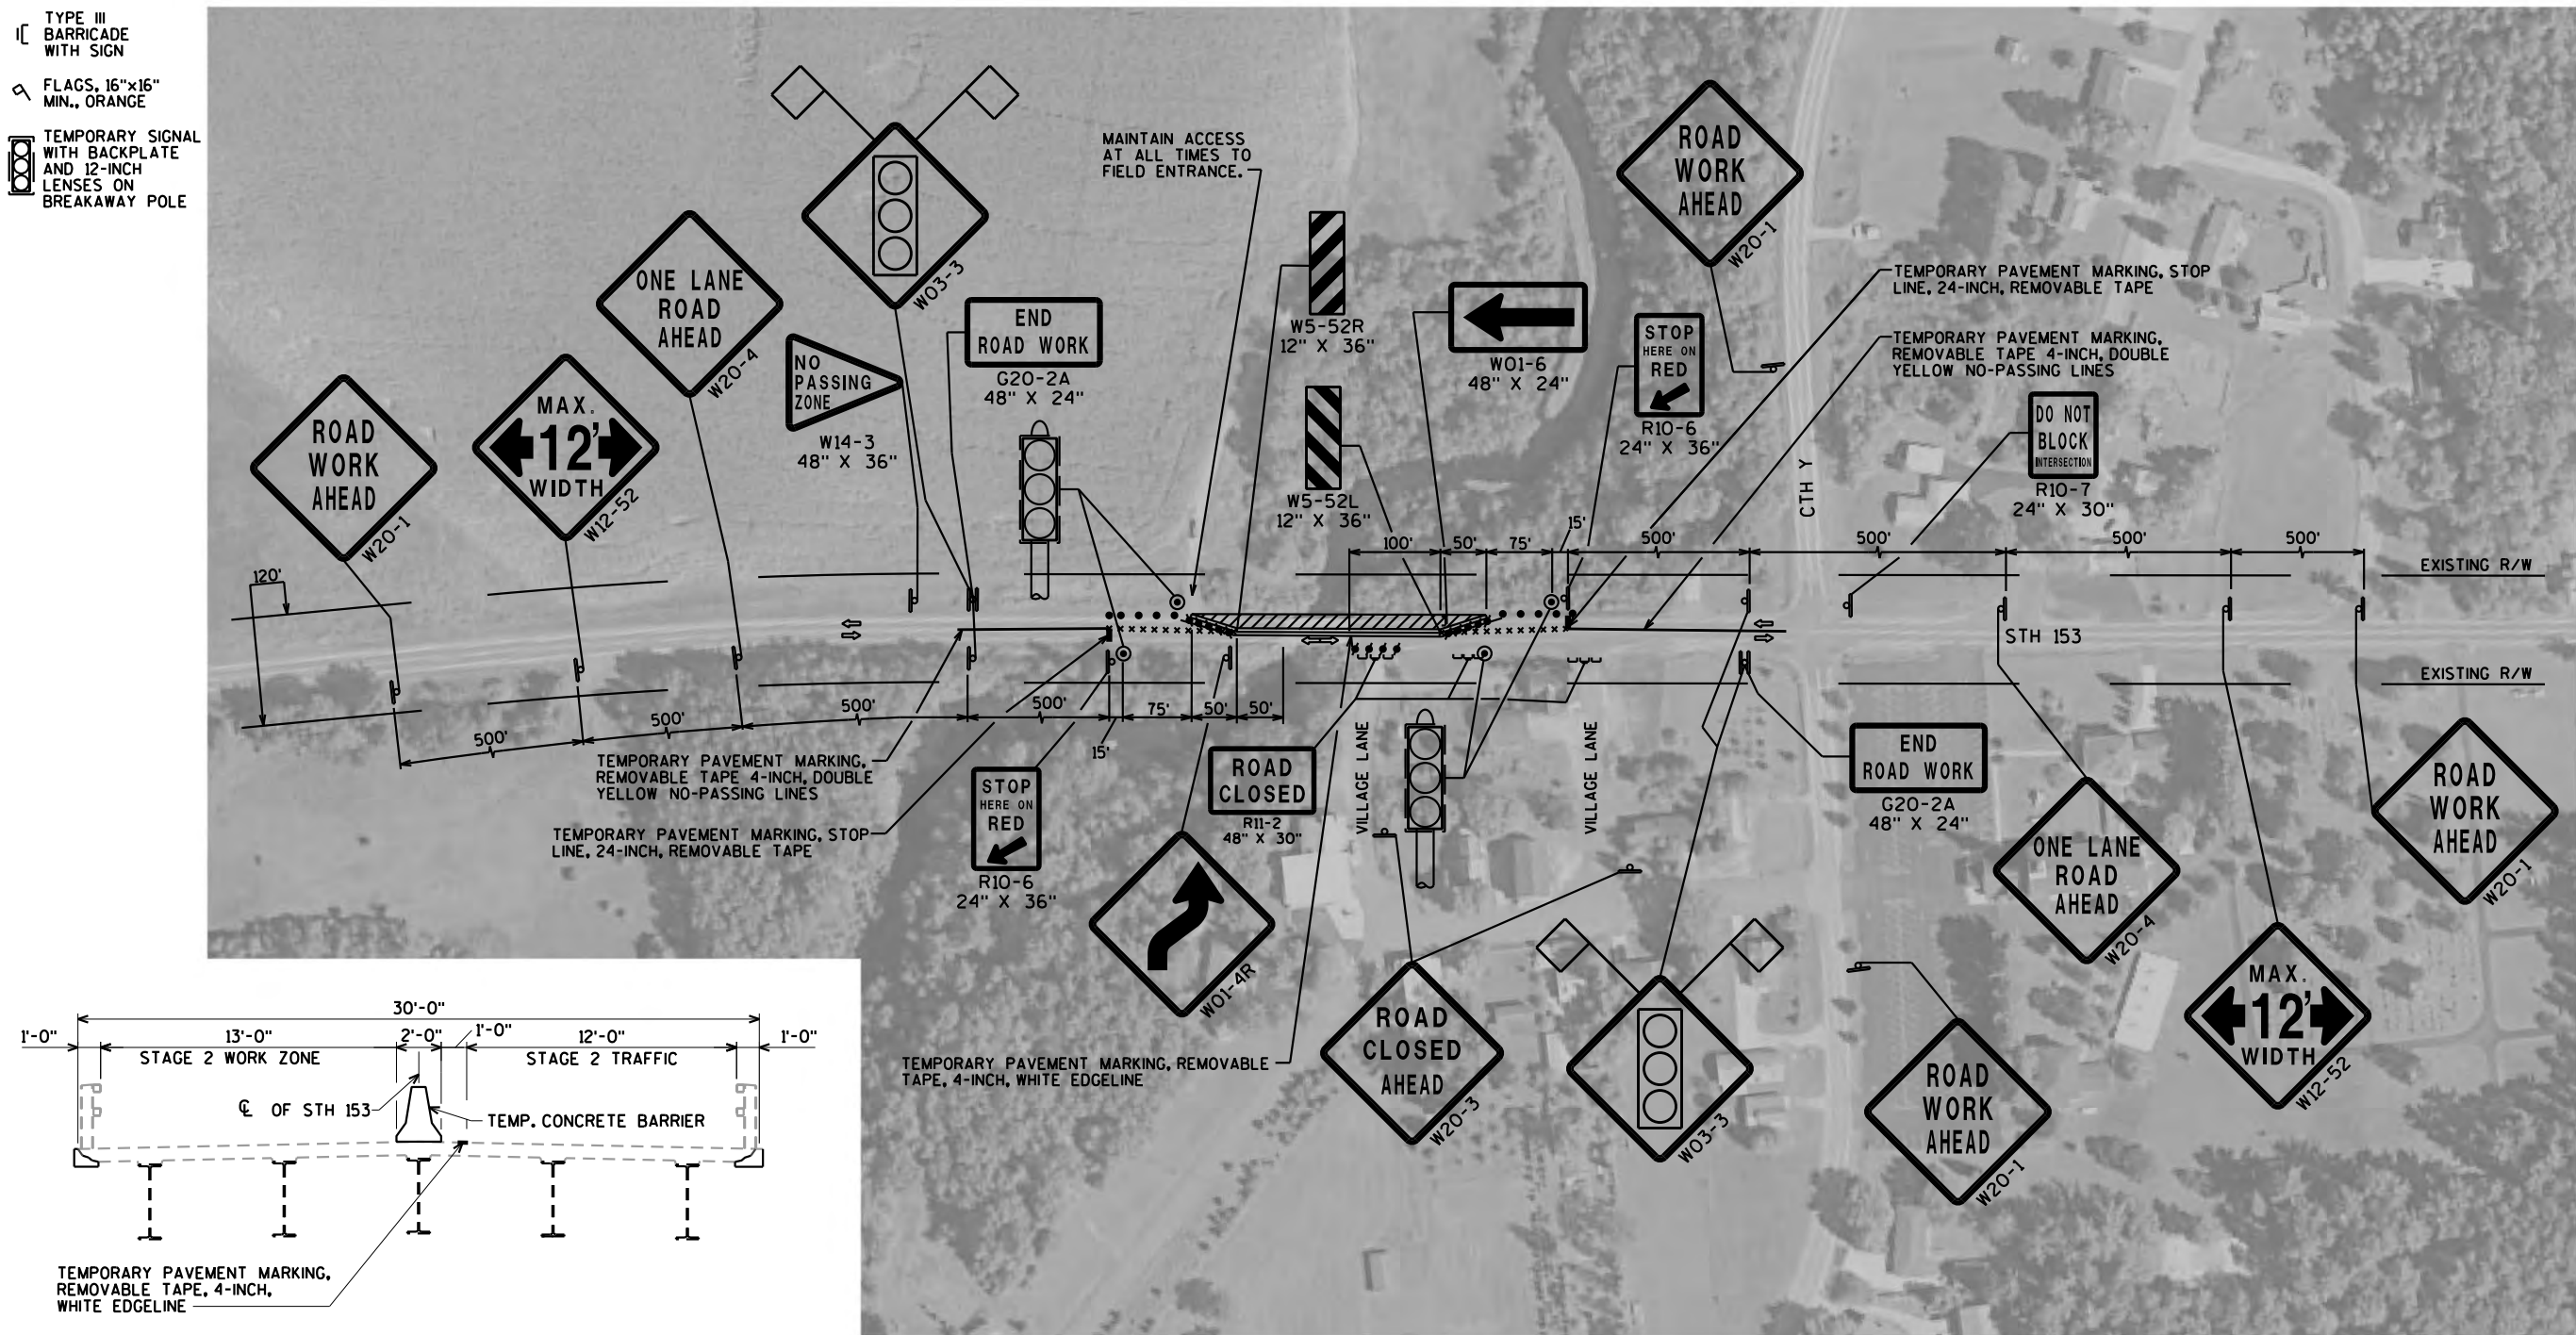 TYPE III
BARRICADE
WITH SIGN
FLAGS, 16"x16"
MIN., ORANGE
TEMPORARY SIGNAL
WITH BACKPLATE
AND 12-INCH
LENSES ON
BREAKAWAY POLE
ROAD
WORK
AHEAD
W20-1
MAX.
12'
WIDTH
W12-52
ONE LANE
ROAD
AHEAD
W20-4
W03-3
NO
PASSING
ZONE
W14-3
48" X 36"
END
ROAD WORK
G20-2A
48" X 24"
MAINTAIN ACCESS
AT ALL TIMES TO
FIELD ENTRANCE.
W5-52R
12" X 36"
W5-52L
12" X 36"
W01-6
48" X 24"
STOP
HERE ON
RED
R10-6
24" X 36"
ROAD
WORK
AHEAD
W20-1
TEMPORARY PAVEMENT MARKING, STOP
LINE, 24-INCH, REMOVABLE TAPE
TEMPORARY PAVEMENT MARKING,
REMOVABLE TAPE 4-INCH, DOUBLE
YELLOW NO-PASSING LINES
DO NOT
BLOCK
INTERSECTION
R10-7
24" X 30"
CTH Y
100'
50'
75'
15'
500'
500'
500'
500'
EXISTING R/W
STH 153
EXISTING R/W
120'
500'
500'
500'
500'
15'
75'
50'
50'
TEMPORARY PAVEMENT MARKING,
REMOVABLE TAPE 4-INCH, DOUBLE
YELLOW NO-PASSING LINES
TEMPORARY PAVEMENT MARKING, STOP
LINE, 24-INCH, REMOVABLE TAPE
STOP
HERE ON
RED
R10-6
24" X 36"
W01-4R
ROAD
CLOSED
R11-2
48" X 30"
VILLAGE LANE
VILLAGE LANE
TEMPORARY PAVEMENT MARKING, REMOVABLE
TAPE, 4-INCH, WHITE EDGELINE
ROAD
CLOSED
AHEAD
W20-3
W03-3
END
ROAD WORK
G20-2A
48" X 24"
ROAD
WORK
AHEAD
W20-1
ONE LANE
ROAD
AHEAD
W20-4
MAX.
12'
WIDTH
W12-52
ROAD
WORK
AHEAD
W20-1
30'-0"
1'-0"
13'-0"
2'-0"
1'-0"
12'-0"
1'-0"
STAGE 2 WORK ZONE
STAGE 2 TRAFFIC
℄ OF STH 153
TEMP. CONCRETE BARRIER
TEMPORARY PAVEMENT MARKING,
REMOVABLE TAPE, 4-INCH,
WHITE EDGELINE